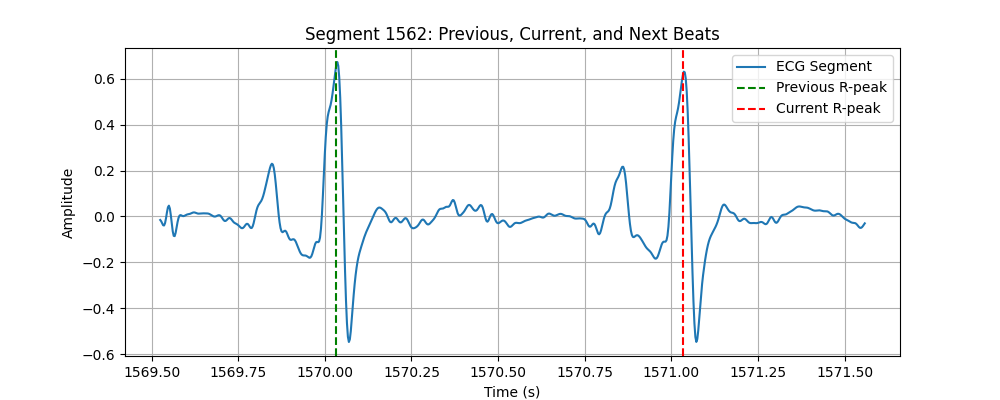 Segment 1562: Previous, Current, and Next Beats
ECG Segment
Previous R-peak
Current R-peak
Amplitude
0.6
0.4
0.2
0.0
−0.2
−0.4
−0.6
1569.50 1569.75 1570.00 1570.25 1570.50 1570.75 1571.00 1571.25 1571.50
Time (s)